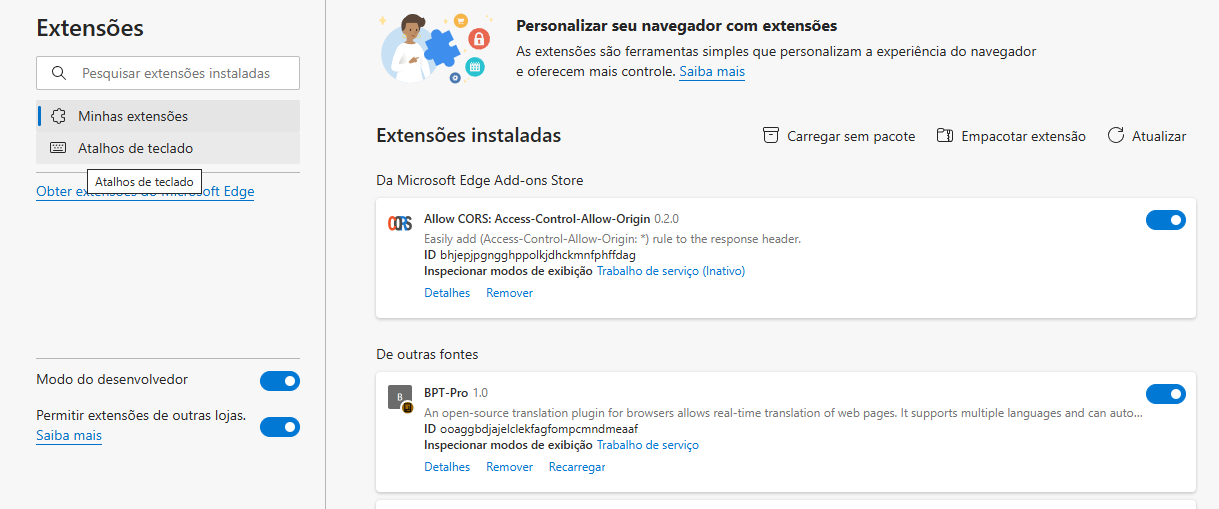 Extensões
Pesquisar extensões instaladas
Minhas extensões
Atalhos de teclado
Atalhos de teclado
Obter extensões do Microsoft Edge
Modo do desenvolvedor
Permitir extensões de outras lojas.
Saiba mais
Personalizar seu navegador com extensões
As extensões são ferramentas simples que personalizam a experiência do navegador
e oferecem mais controle. Saiba mais
Extensões instaladas
Carregar sem pacote
Empacotar extensão
Atualizar
Da Microsoft Edge Add-ons Store
CORS
Allow CORS: Access-Control-Allow-Origin 0.2.0
Easily add (Access-Control-Allow-Origin: *) rule to the response header.
ID bhjepjpgngghppolkjdhckmnfphffdag
Inspecionar modos de exibição Trabalho de serviço (Inativo)
Detalhes Remover
De outras fontes
B
BPT-Pro 1.0
An open-source translation plugin for browsers allows real-time translation of web pages. It supports multiple languages and can auto...
ID ooaggbdjajelclekfagfompcmndmeaaf
Inspecionar modos de exibição Trabalho de serviço
Detalhes Remover Recarregar